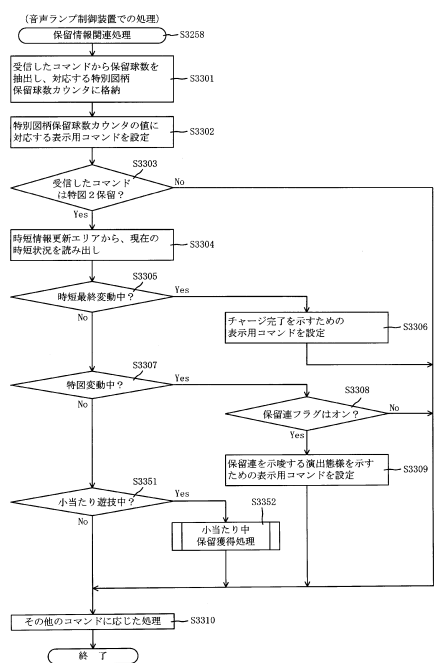 (音声ランプ制御装置での処理)
保留情報関連処理
S3258
受信したコマンドから保留球数を
抽出し、対応する特別図柄
保留球数カウンタに格納
S3301
特別図柄保留球数カウンタの値に
対応する表示用コマンドを設定
S3302
S3303
受信したコマンド
は特図2保留?
No
Yes
時短情報更新エリアから、現在の
時短状況を読み出し
S3304
S3305
時短最終変動中?
Yes
No
チャージ完了を示すための
表示用コマンドを設定
S3306
S3307
特図変動中?
Yes
No
S3308
保留連フラグはオン?
No
Yes
保留連を示唆する演出態様を示す
ための表示用コマンドを設定
S3309
S3351
小当たり遊技中?
Yes
No
S3352
小当たり中
保留獲得処理
その他のコマンドに応じた処理
S3310
終了